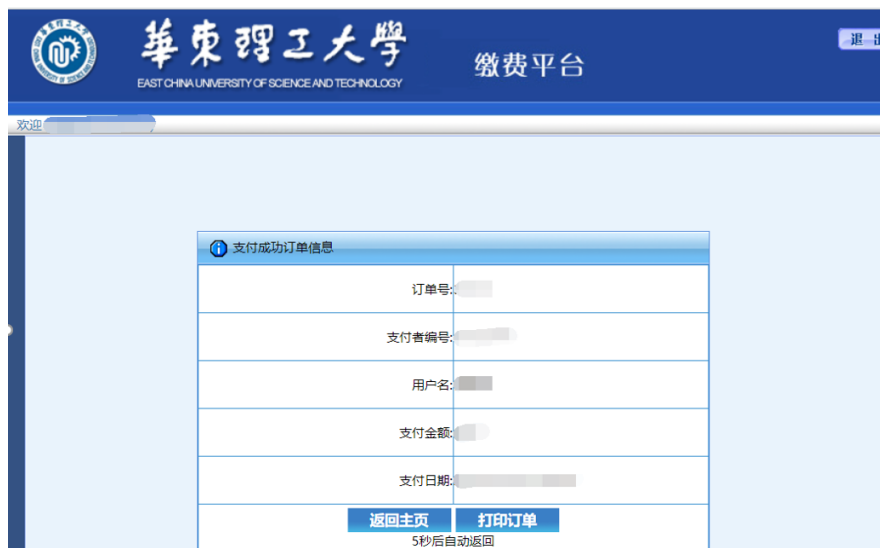 華東理工大學
EAST CHINA UNIVERSITY OF SCIENCE AND TECHNOLOGY
缴费平台
退 出
欢迎
支付成功订单信息
订单号:
支付者编号:
用户名:
支付金额:
支付日期:
返回主页 打印订单
5秒后自动返回